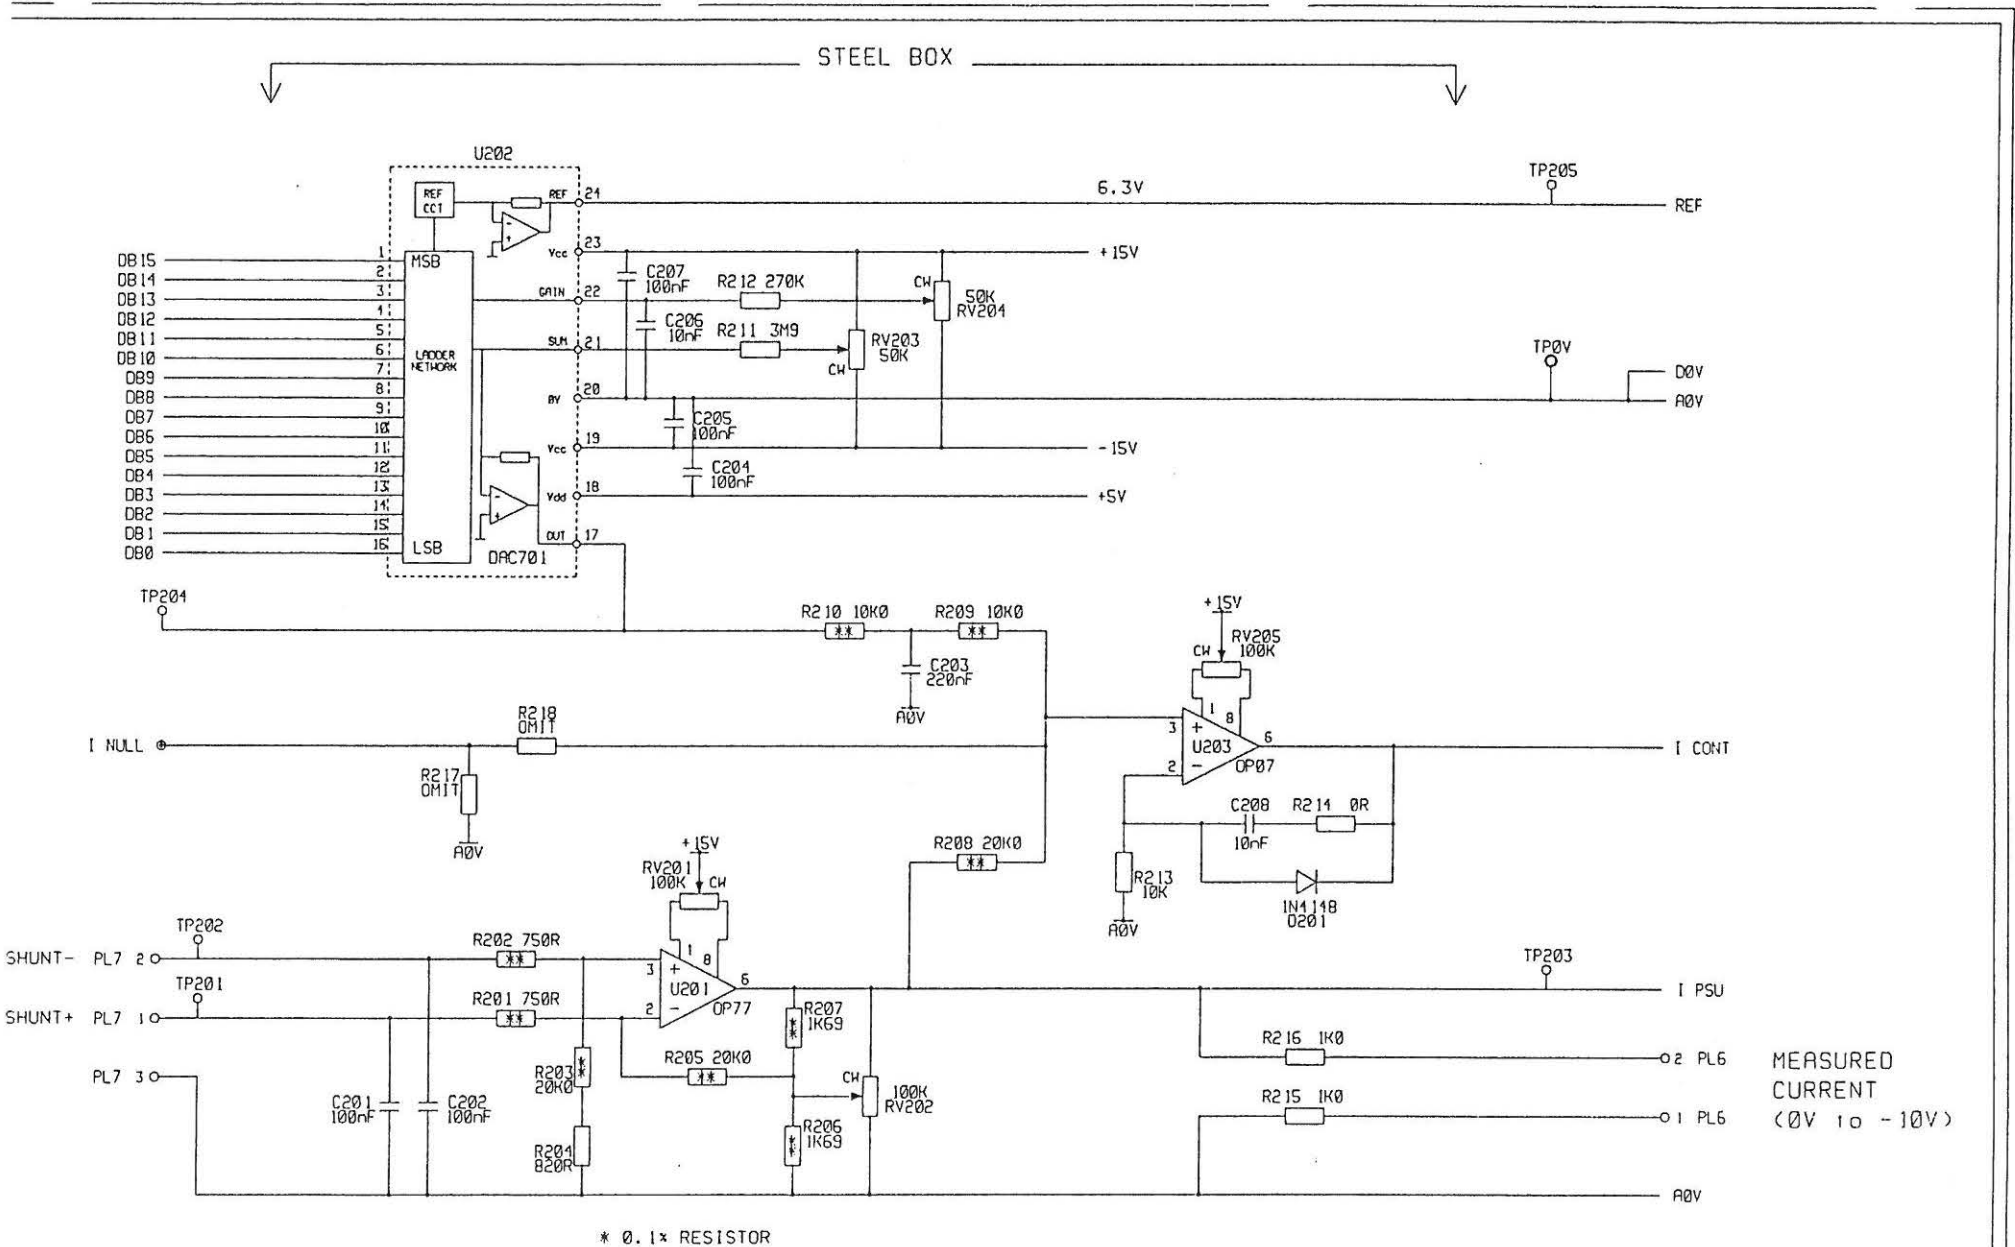 STEEL BOX
U202
REF
CCT
REF
24
6.3V
TP205
REF
Vcc
23
+15V
DB15
1
MSB
DB14
2
DB13
3
GAIN
22
C207
100nF
R212 270K
CW
50K
RV204
DB12
4
DB11
5
C206
10nF
R211 3M9
RV203
50K
CW
DB10
6
LADDER
NETWORK
SUM
21
TP0V
DB9
7
D0V
DB8
8
0V
20
A0V
DB7
9
C205
100nF
DB6
10
DB5
11
Vcc
19
-15V
DB4
12
C204
100nF
DB3
13
Vdd
18
+5V
DB2
14
DB1
15
DB0
16
LSB
OUT
17
DAC701
TP204
R210 10K0
**
R209 10K0
**
C203
220nF
A0V
+15V
RV205
100K
CW
1
8
3
+
U203
6
2
-
OP07
I CONT
I NULL
R218
OMIT
R217
OMIT
A0V
C208
10nF
R214 0R
R208 20K0
**
R213
10K
A0V
1N4148
D201
+15V
RV201
100K
CW
TP202
R202 750R
**
SHUNT- PL7 2
TP201
R201 750R
**
SHUNT+ PL7 1
PL7 3
1
8
3
+
U201
6
2
-
OP77
TP203
I PSU
R207
1K69
**
R205 20K0
**
R203
20K0
**
CW
100K
RV202
R216 1K0
2 PL6
R215 1K0
1 PL6
MEASURED
CURRENT
(0V to -10V)
C201
100nF
C202
100nF
R204
820R
R206
1K69
**
A0V
* 0.1% RESISTOR